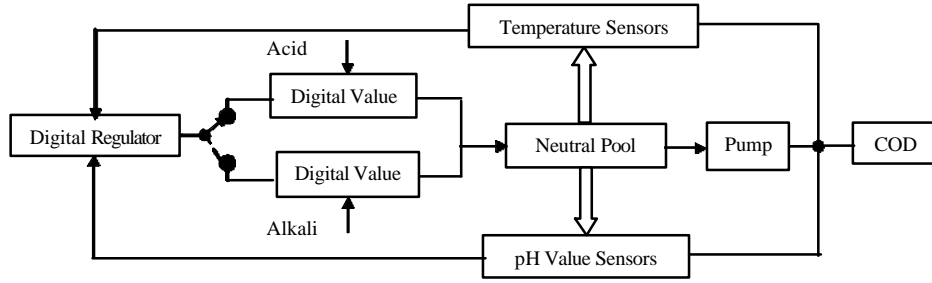 Temperature Sensors
Acid
Digital Value
Digital Regulator
Neutral Pool
Pump
COD
Digital Value
Alkali
pH Value Sensors